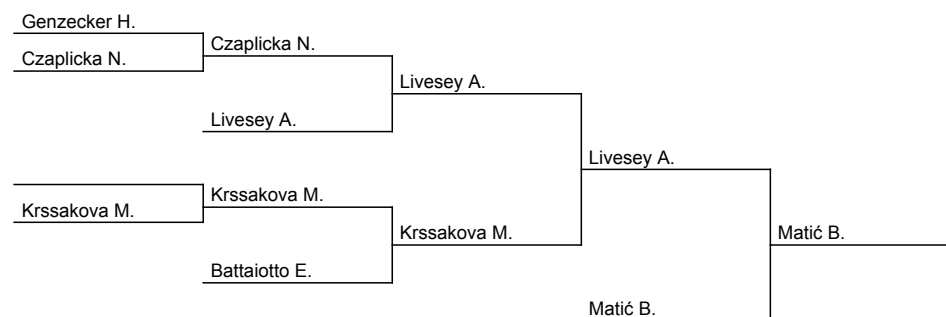 Genzecker H.
Czaplicka N.
Czaplicka N.
Livesey A.
Livesey A.
Livesey A.
Krssakova M.
Krssakova M.
Krssakova M.
Matić B.
Battaiotto E.
Matić B.